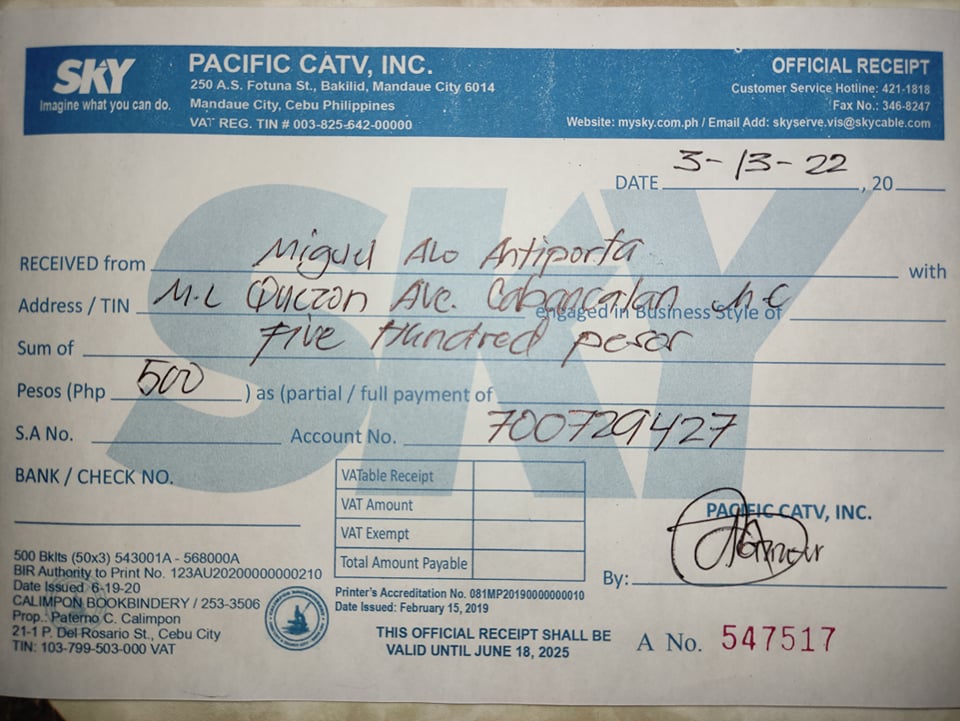 SKY
Imagine what you can do.
PACIFIC CATV, INC.
250 A.S. Fotuna St., Bakilid, Mandaue City 6014
Mandaue City, Cebu Philippines
VAT REG. TIN # 003-825-642-00000
OFFICIAL RECEIPT
Customer Service Hotline: 421-1818
Fax No.: 346-8247
Website: mysky.com.ph / Email Add: skyserve.vis@skycable.com
SKY
DATE 3-13-22, 20
RECEIVED from Miguel Alo Antiporta with
Address / TIN M.L Quezon Ave. Cabancalan M.C engaged in Business Style of
Sum of Five Hundred pesos
Pesos (Php 500 ) as (partial / full payment of
S.A No. Account No. 700729427
BANK / CHECK NO.
VATable Receipt
VAT Amount
VAT Exempt
Total Amount Payable
PACIFIC CATV, INC.
By:
500 Bklts (50x3) 543001A - 568000A
BIR Authority to Print No. 123AU20200000000210
Date Issued 6-19-20
CALIMPON BOOKBINDERY / 253-3506
Prop.: Paterno C. Calimpon
21-1 P. Del Rosario St., Cebu City
TIN: 103-799-503-000 VAT
Printer's Accreditation No. 081MP20190000000010
Date Issued: February 15, 2019
THIS OFFICIAL RECEIPT SHALL BE
VALID UNTIL JUNE 18, 2025
A No. 547517